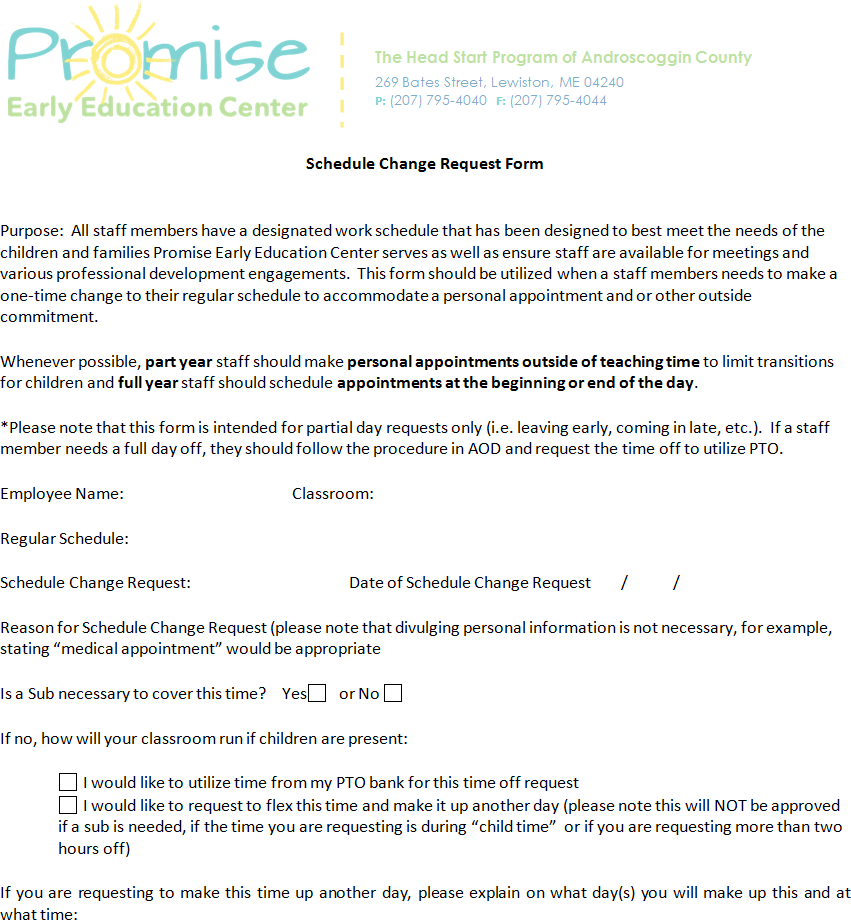 Promise
Early Education Center
The Head Start Program of Androscoggin County
269 Bates Street, Lewiston, ME 04240
P: (207) 795-4040 F: (207) 795-4044
Schedule Change Request Form
Purpose: All staff members have a designated work schedule that has been designed to best meet the needs of the
children and families Promise Early Education Center serves as well as ensure staff are available for meetings and
various professional development engagements. This form should be utilized when a staff members needs to make a
one-time change to their regular schedule to accommodate a personal appointment and or other outside
commitment.
Whenever possible, part year staff should make personal appointments outside of teaching time to limit transitions
for children and full year staff should schedule appointments at the beginning or end of the day.
*Please note that this form is intended for partial day requests only (i.e. leaving early, coming in late, etc.). If a staff
member needs a full day off, they should follow the procedure in AOD and request the time off to utilize PTO.
Employee Name: Classroom:
Regular Schedule:
Schedule Change Request: Date of Schedule Change Request / /
Reason for Schedule Change Request (please note that divulging personal information is not necessary, for example,
stating “medical appointment” would be appropriate
Is a Sub necessary to cover this time? Yes☐ or No ☐
If no, how will your classroom run if children are present:
☐ I would like to utilize time from my PTO bank for this time off request
☐ I would like to request to flex this time and make it up another day (please note this will NOT be approved
if a sub is needed, if the time you are requesting is during “child time” or if you are requesting more than two
hours off)
If you are requesting to make this time up another day, please explain on what day(s) you will make up this and at
what time: